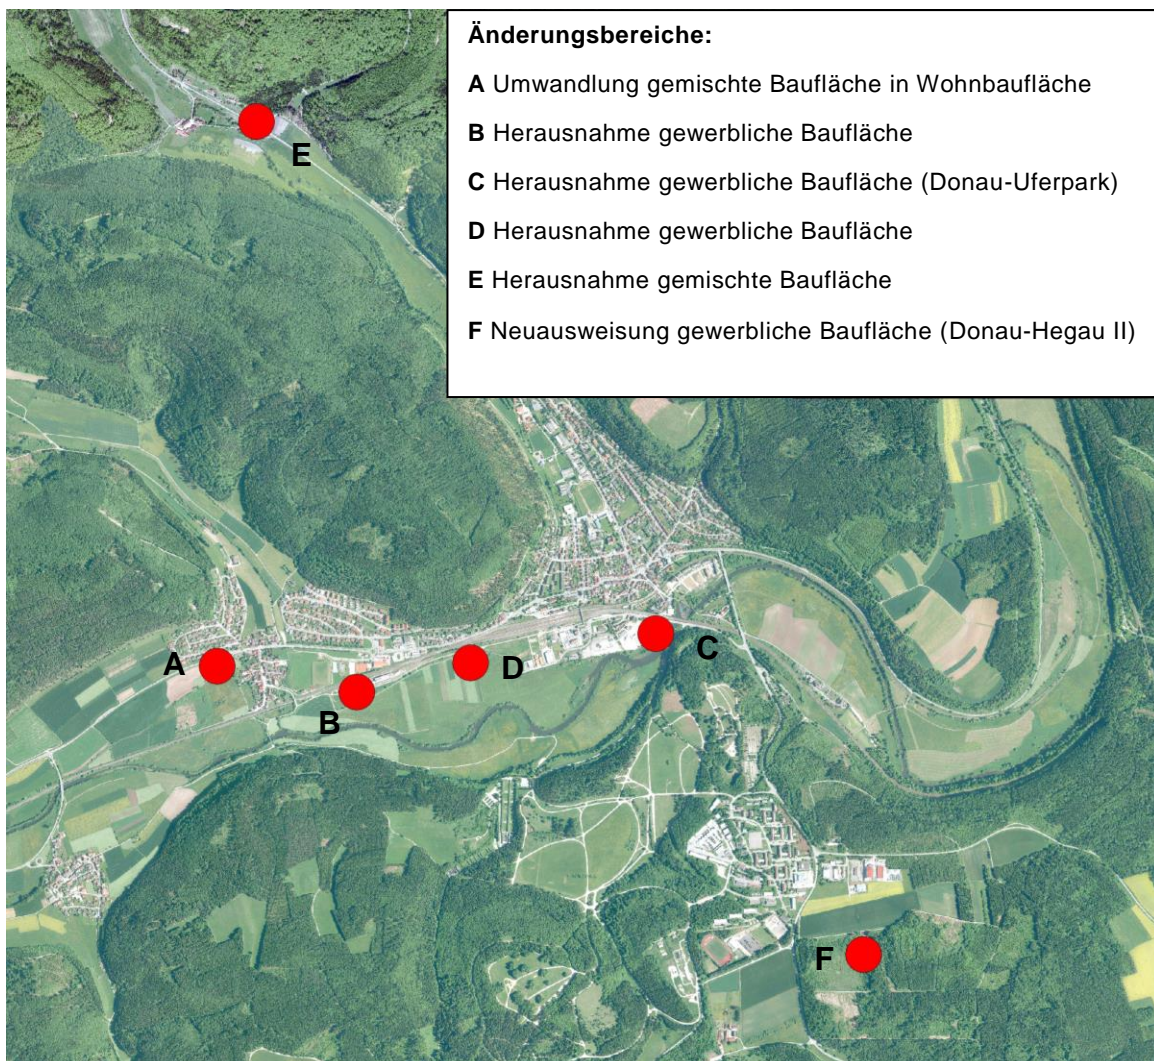 Änderungsbereiche:
A Umwandlung gemischte Baufläche in Wohnbaufläche
B Herausnahme gewerbliche Baufläche
C Herausnahme gewerbliche Baufläche (Donau-Uferpark)
D Herausnahme gewerbliche Baufläche
E Herausnahme gemischte Baufläche
F Neuausweisung gewerbliche Baufläche (Donau-Hegau II)
E
A
B
D
C
F